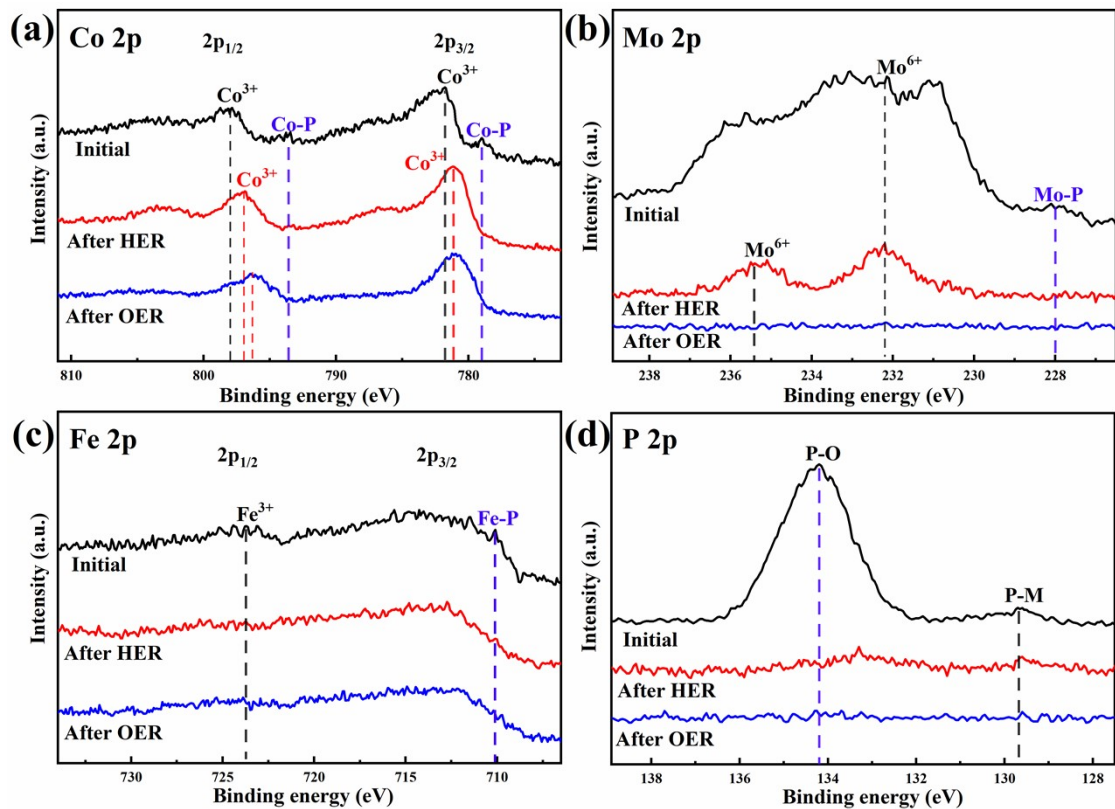 (a) Co 2p
2p1/2
2p3/2
Co3+
Co3+
Co-P
Co-P
Initial
Co3+
Co3+
After HER
After OER
Intensity (a.u.)
810 800 790 780
Binding energy (eV)
(b) Mo 2p
Mo6+
Initial
Mo-P
Mo6+
After HER
After OER
Intensity (a.u.)
238 236 234 232 230 228
Binding energy (eV)
(c) Fe 2p
2p1/2
2p3/2
Fe3+
Fe-P
Initial
After HER
After OER
Intensity (a.u.)
730 725 720 715 710
Binding energy (eV)
(d) P 2p
P-O
P-M
Initial
After HER
After OER
Intensity (a.u.)
138 136 134 132 130 128
Binding energy (eV)